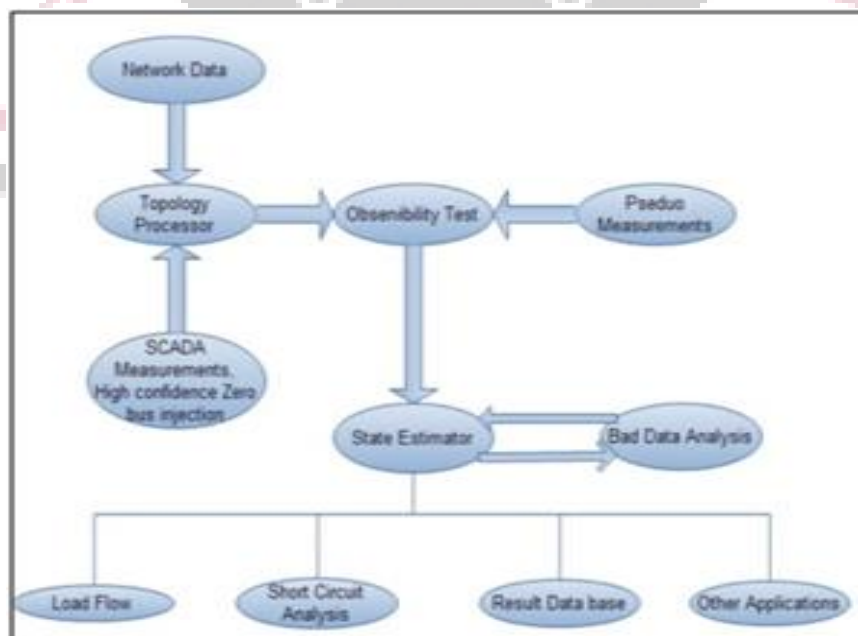 Network Data
Topology
Processor
Obsenibility Test
Pseduo
Measurements
SCADA
Measurements,
High confidence Zero
bus injection
State Estimator
Bad Data Analysis
Load Flow
Short Circuit
Analysis
Result Data base
Other Applications